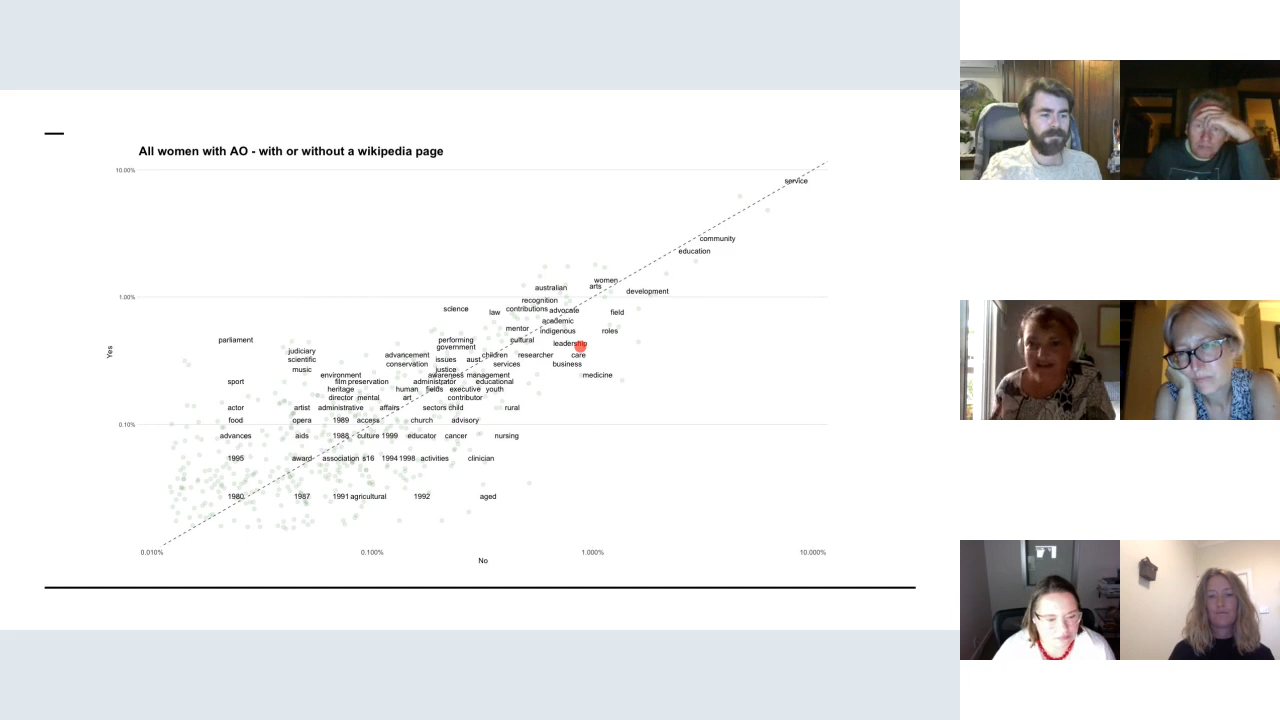 All women with AO - with or without a wikipedia page
10.00%
service
community
education
women
australian arts
development
1.00%
recognition
science law contributions advocate field
academic
mentor indigenous roles
parliament performing cultural
government leadership
judiciary
scientific advancement issues aust. children researcher care
music conservation justice services business
environment awareness management medicine
sport film preservation administrator educational
heritage human fields executive youth
director mental art contributor
actor artist administrative affairs sectors child rural
food opera 1989 access church advisory
0.10%
advances aids 1988 culture 1999 educator cancer nursing
1995 award association s16 1994 1998 activities clinician
1980 1987 1991 agricultural 1992 aged
Yes
0.010% 0.100% 1.000% 10.000%
No